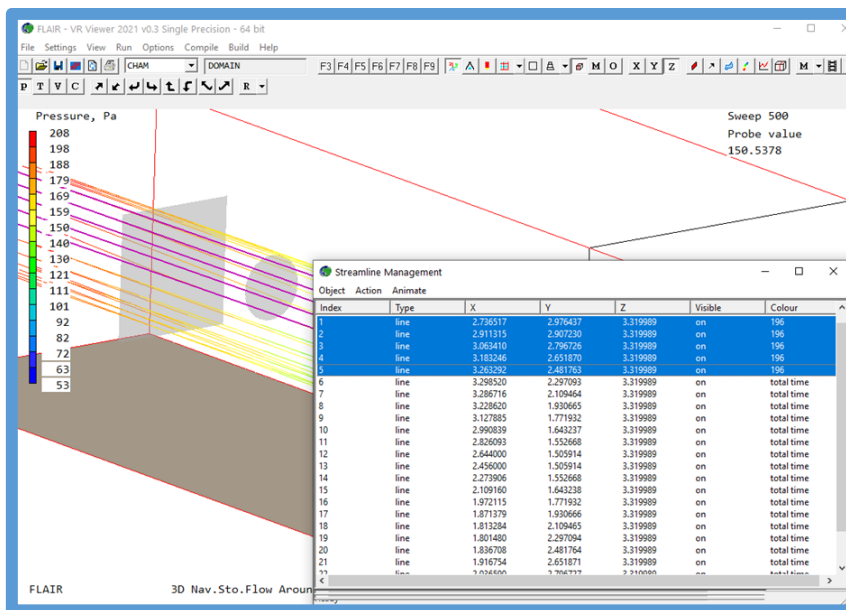 FLAIR - VR Viewer 2021 v0.3 Single Precision - 64 bit
File Settings View Run Options Compile Build Help
CHAM DOMAIN F3 F4 F5 F6 F7 F8 F9 M O X Y Z M
P T V C R
Pressure, Pa
208
198
188
179
169
159
150
140
130
121
111
101
92
82
72
63
53
Sweep 500
Probe value
150.5378
Streamline Management
Object Action Animate
Index Type X Y Z Visible Colour
1 line 2.736517 2.976437 3.319989 on 196
2 line 2.911315 2.907230 3.319989 on 196
3 line 3.063410 2.796726 3.319989 on 196
4 line 3.183246 2.651870 3.319989 on 196
5 line 3.263292 2.481763 3.319989 on 196
6 line 3.298520 2.297093 3.319989 on total time
7 line 3.286716 2.109464 3.319989 on total time
8 line 3.228620 1.930665 3.319989 on total time
9 line 3.127885 1.771932 3.319989 on total time
10 line 2.990839 1.643237 3.319989 on total time
11 line 2.826093 1.552668 3.319989 on total time
12 line 2.644000 1.505914 3.319989 on total time
13 line 2.456000 1.505914 3.319989 on total time
14 line 2.273906 1.552668 3.319989 on total time
15 line 2.109160 1.643238 3.319989 on total time
16 line 1.972115 1.771932 3.319989 on total time
17 line 1.871379 1.930666 3.319989 on total time
18 line 1.813284 2.109465 3.319989 on total time
19 line 1.801480 2.297094 3.319989 on total time
20 line 1.836708 2.481764 3.319989 on total time
21 line 1.916754 2.651871 3.319989 on total time
FLAIR 3D Nav.Sto.Flow Aroun